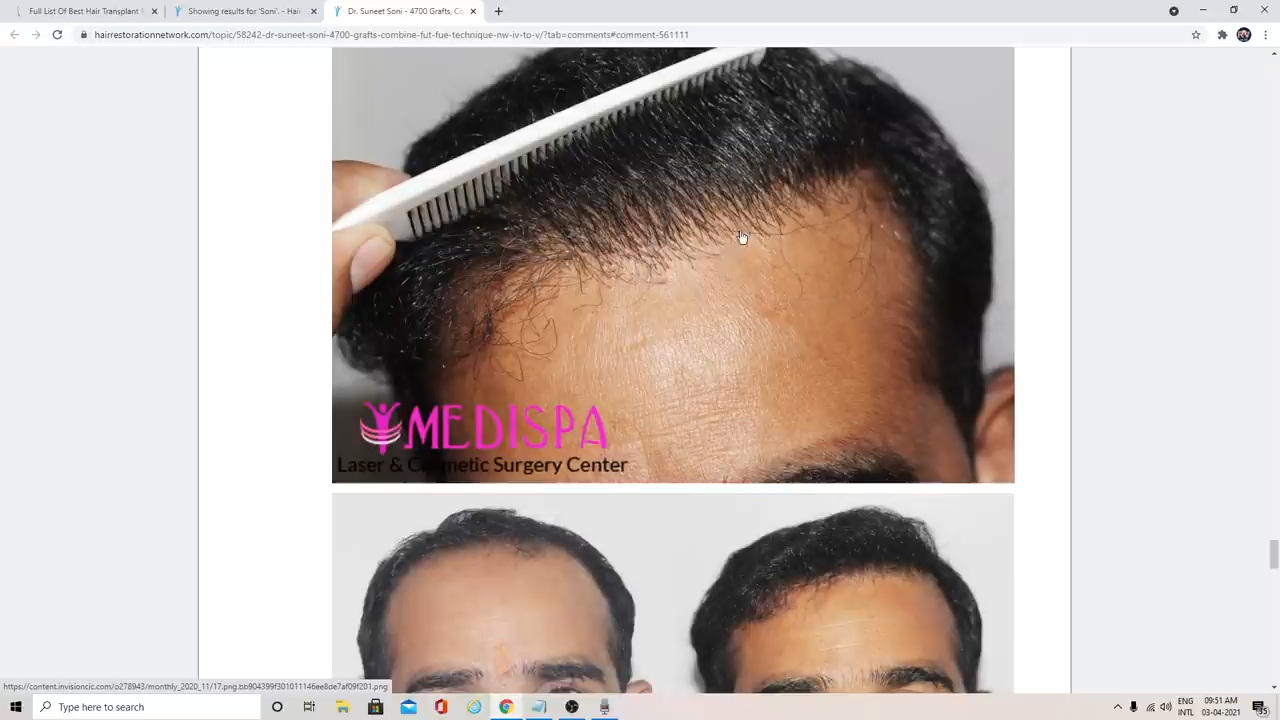 Full List Of Best Hair Transplant
Showing results for 'Soni'. - Hai
Dr. Suneet Soni - 4700 Grafts, Co
hairrestorationnetwork.com/topic/58242-dr-suneet-soni-4700-grafts-combine-fut-fue-technique-nw-iv-to-v/?tab=comments#comment-561111
MEDISPA
Laser & Cosmetic Surgery Center
https://content.invisioncic.com/o278943/monthly_2020_11/17.png.bb904399f301011146ee8de7af09f201.png
Type here to search
ENG
INTL
09:51 AM
03-04-2021